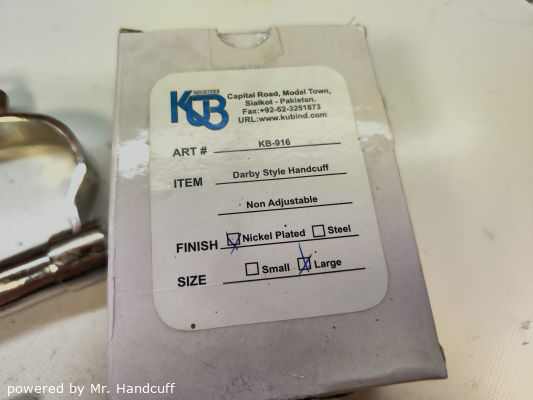 KUB
INDUSTRIES
Capital Road, Model Town,
Sialkot - Pakistan.
Fax:+92-52-3251873
URL:www.kubind.com
ART # KB-916
ITEM Darby Style Handcuff
Non Adjustable
FINISH Nickel Plated Steel
SIZE Small Large
powered by Mr. Handcuff